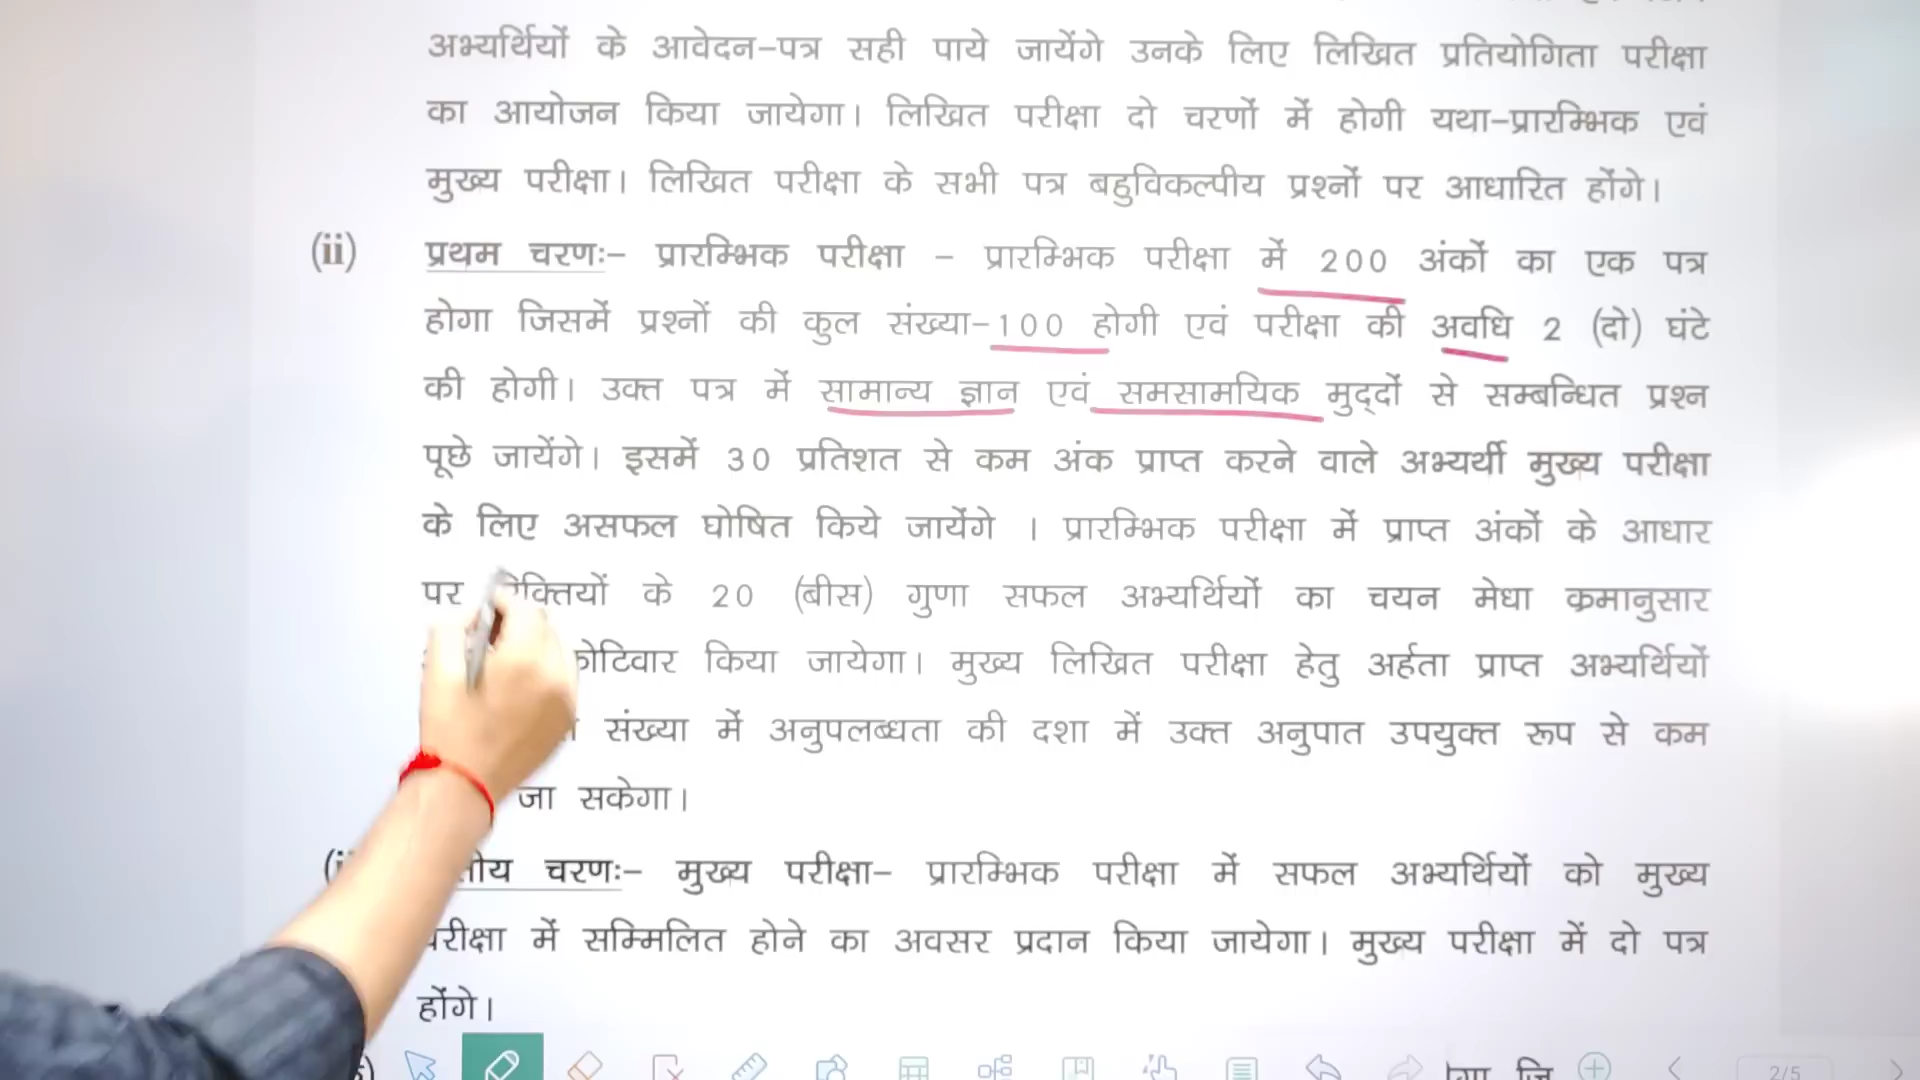 अभ्यर्थियों के आवेदन–पत्र सही पाये जायेंगे उनके लिए लिखित प्रतियोगिता परीक्षा
का आयोजन किया जायेगा। लिखित परीक्षा दो चरणों में होगी यथा–प्रारम्भिक एवं
मुख्य परीक्षा। लिखित परीक्षा के सभी पत्र बहुविकल्पीय प्रश्नों पर आधारित होंगे।
(ii) प्रथम चरणः– प्रारम्भिक परीक्षा – प्रारम्भिक परीक्षा में 200 अंकों का एक पत्र
होगा जिसमें प्रश्नों की कुल संख्या–100 होगी एवं परीक्षा की अवधि 2 (दो) घंटे
की होगी। उक्त पत्र में सामान्य ज्ञान एवं समसामयिक मुद्दों से सम्बन्धित प्रश्न
पूछे जायेंगे। इसमें 30 प्रतिशत से कम अंक प्राप्त करने वाले अभ्यर्थी मुख्य परीक्षा
के लिए असफल घोषित किये जायेंगे । प्रारम्भिक परीक्षा में प्राप्त अंकों के आधार
पर के 20 (बीस) गुणा सफल अभ्यर्थियों का चयन मेधा क्रमानुसार
कोटिवार किया जायेगा। मुख्य लिखित परीक्षा हेतु अर्हता प्राप्त अभ्यर्थियों
संख्या में अनुपलब्धता की दशा में उक्त अनुपात उपयुक्त रूप से कम
जा सकेगा।
चरणः– मुख्य परीक्षा– प्रारम्भिक परीक्षा में सफल अभ्यर्थियों को मुख्य
परीक्षा में सम्मिलित होने का अवसर प्रदान किया जायेगा। मुख्य परीक्षा में दो पत्र
होंगे।
2/5